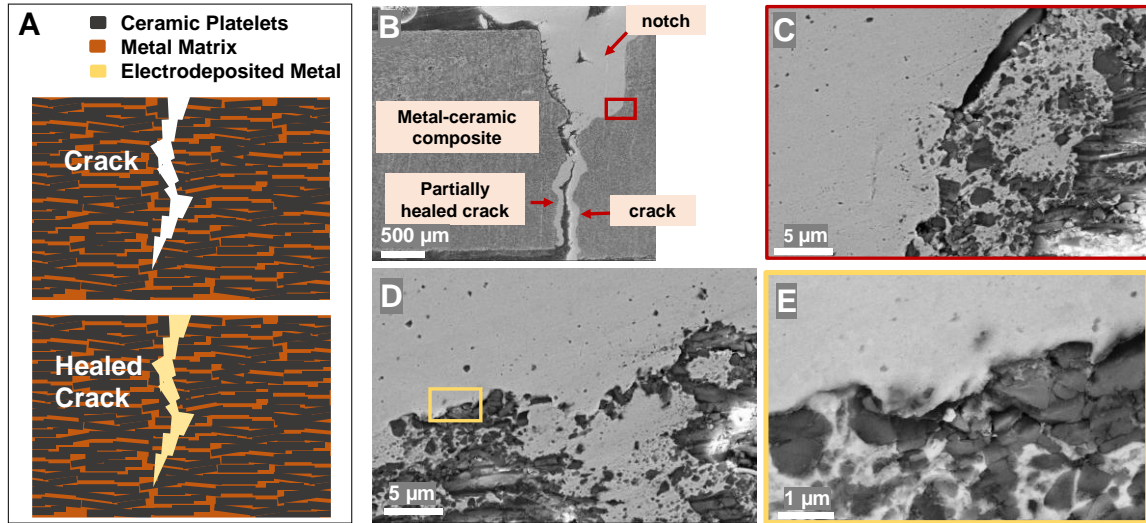 A
Ceramic Platelets
Metal Matrix
Electrodeposited Metal
Crack
Healed
Crack
B
notch
Metal-ceramic
composite
Partially
healed crack
crack
500 µm
C
5 µm
D
5 µm
E
1 µm